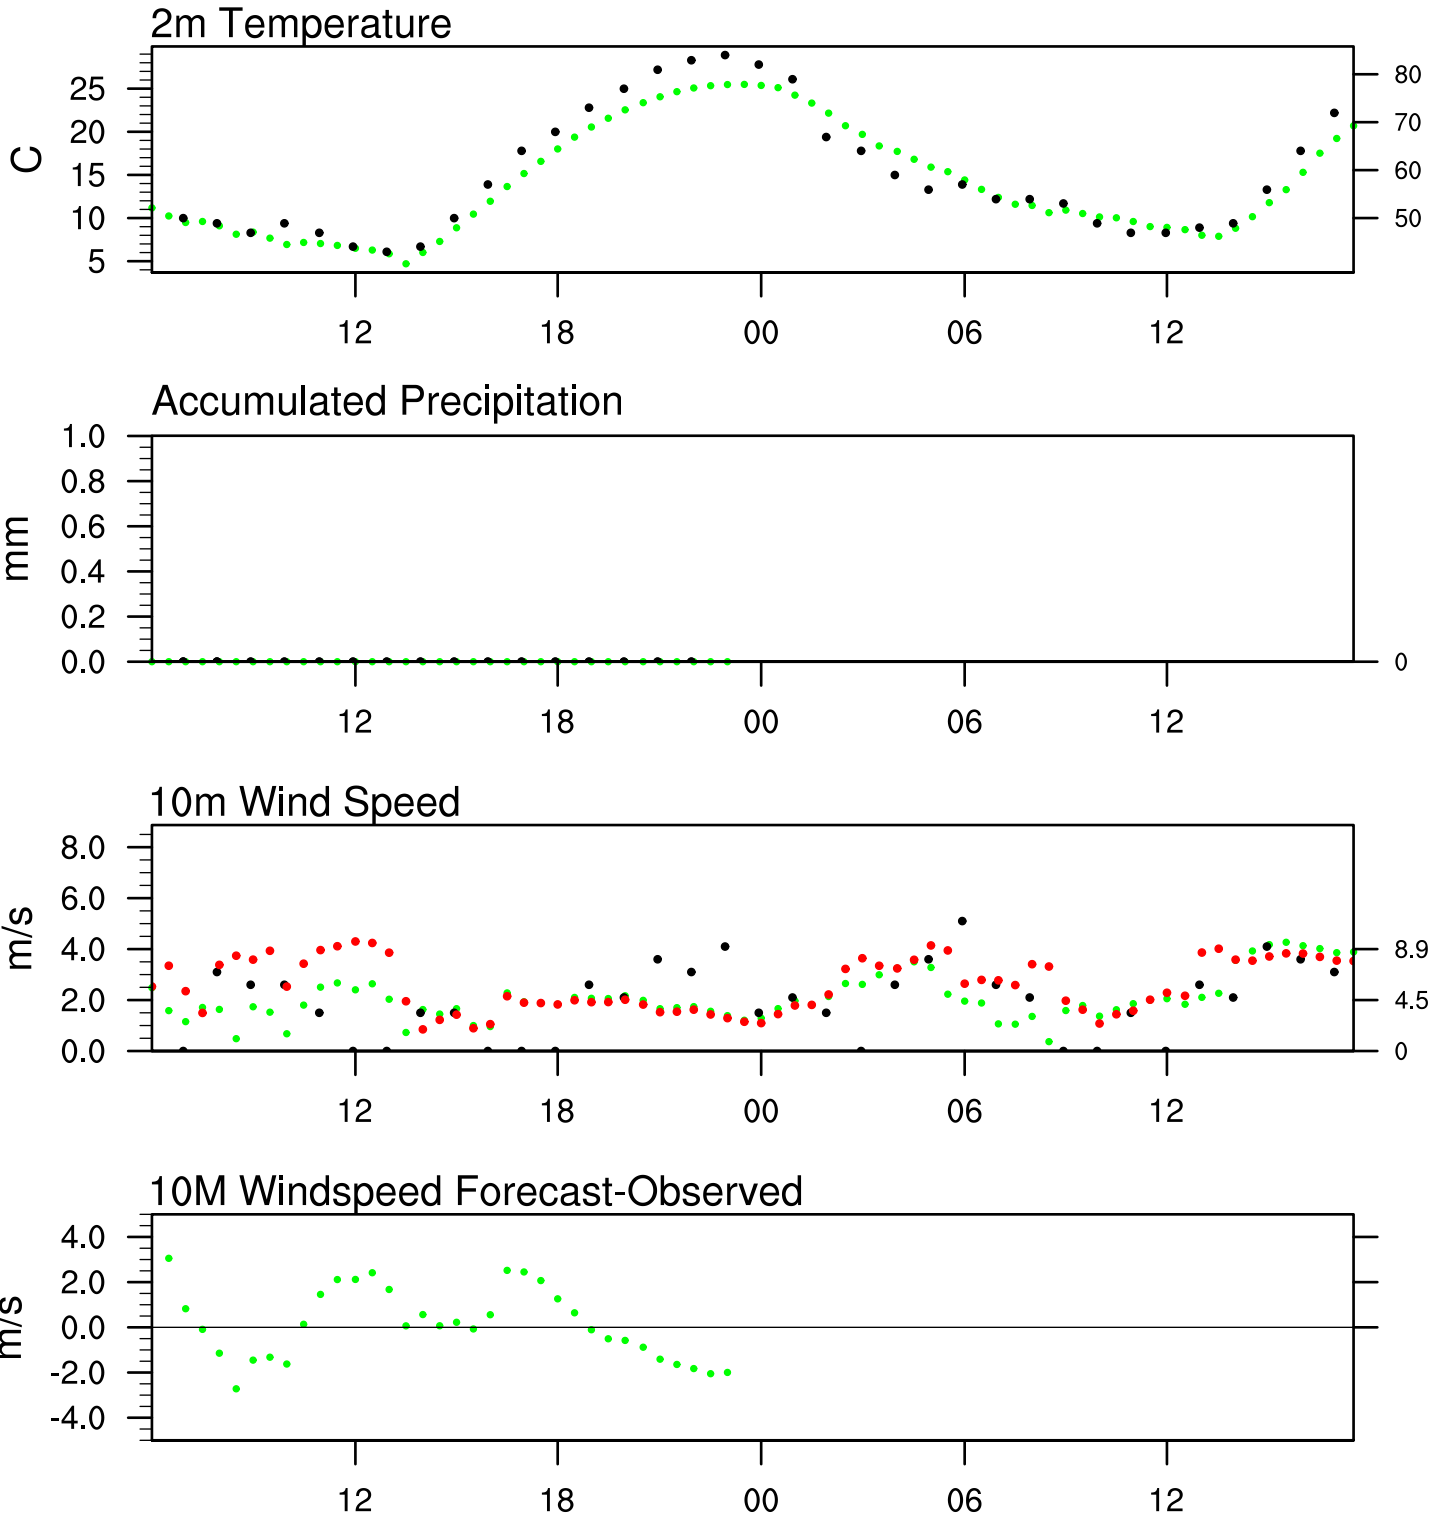 2m Temperature
25
20
15
10
5
C
80
70
60
50
12 18 00 06 12
Accumulated Precipitation
1.0
0.8
0.6
0.4
0.2
0.0
mm
0
12 18 00 06 12
10m Wind Speed
8.0
6.0
4.0
2.0
0.0
m/s
8.9
4.5
0
12 18 00 06 12
10M Windspeed Forecast-Observed
4.0
2.0
0.0
-2.0
-4.0
m/s
12 18 00 06 12